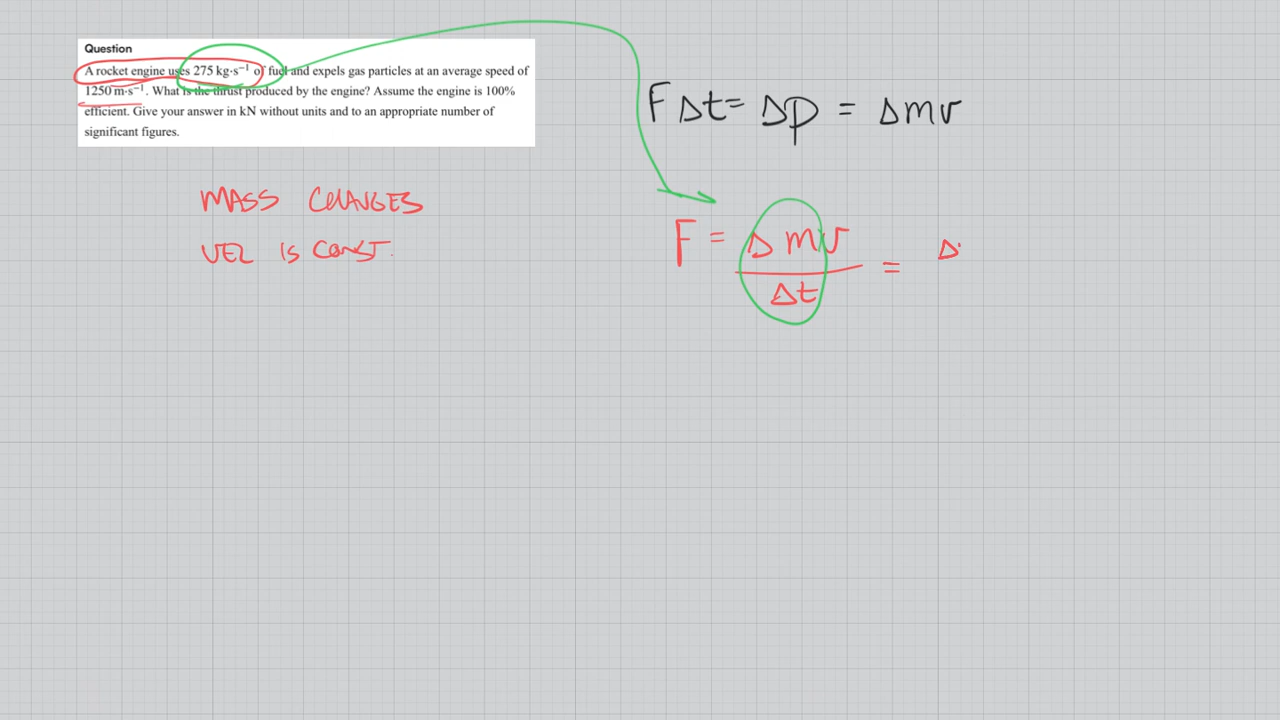 Question
A rocket engine uses 275 kg·s⁻¹ of fuel and expels gas particles at an average speed of
1250 m·s⁻¹. What is the thrust produced by the engine? Assume the engine is 100%
efficient. Give your answer in kN without units and to an appropriate number of
significant figures.
FΔt = Δp = Δmv
MASS CHANGES
VEL IS CONST.
F = Δmv / Δt = Δ